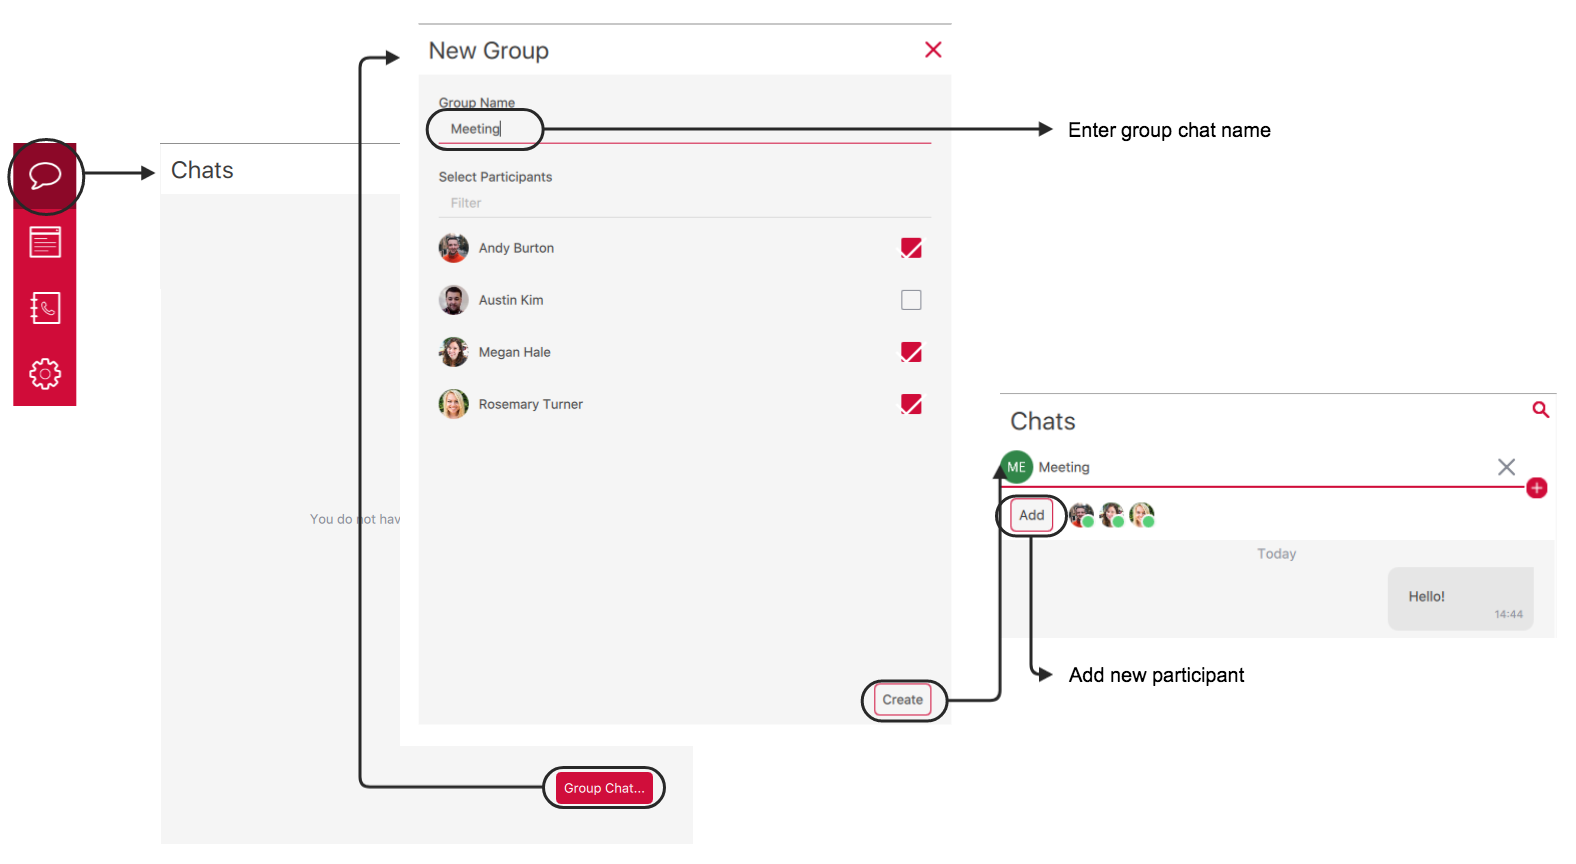 New Group
Group Name
Meeting
Enter group chat name
Chats
Select Participants
Filter
Andy Burton
Austin Kim
Megan Hale
Rosemary Turner
Chats
ME Meeting
Add
You do not hav
Today
Hello!
14:44
Add new participant
Create
Group Chat...